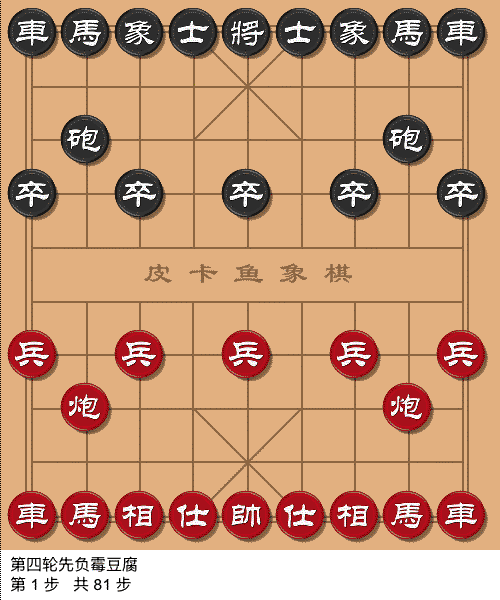 車馬象士將士象馬車
砲砲
卒卒卒卒卒
皮卡鱼象棋
兵兵兵兵兵
炮炮
車馬相仕帥仕相馬車
第四轮先负霉豆腐
第 1 步 共 81 步